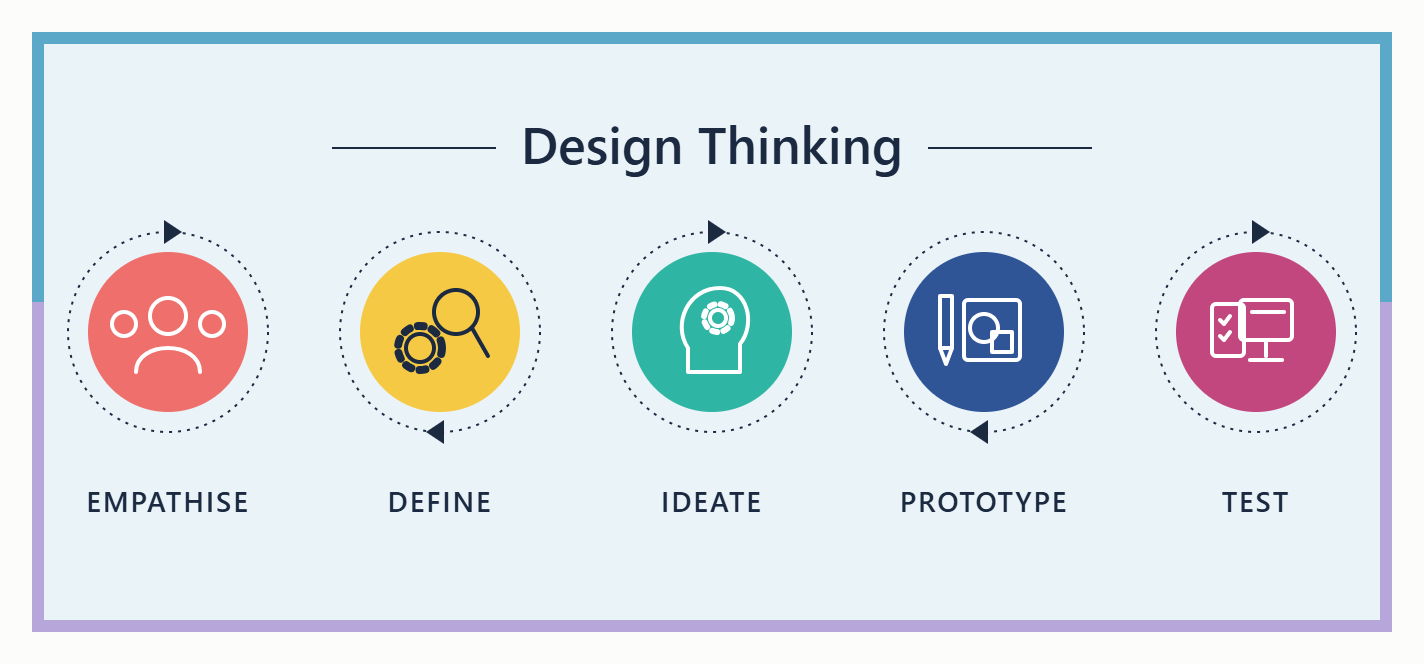 Design Thinking
EMPATHISE
DEFINE
IDEATE
PROTOTYPE
TEST